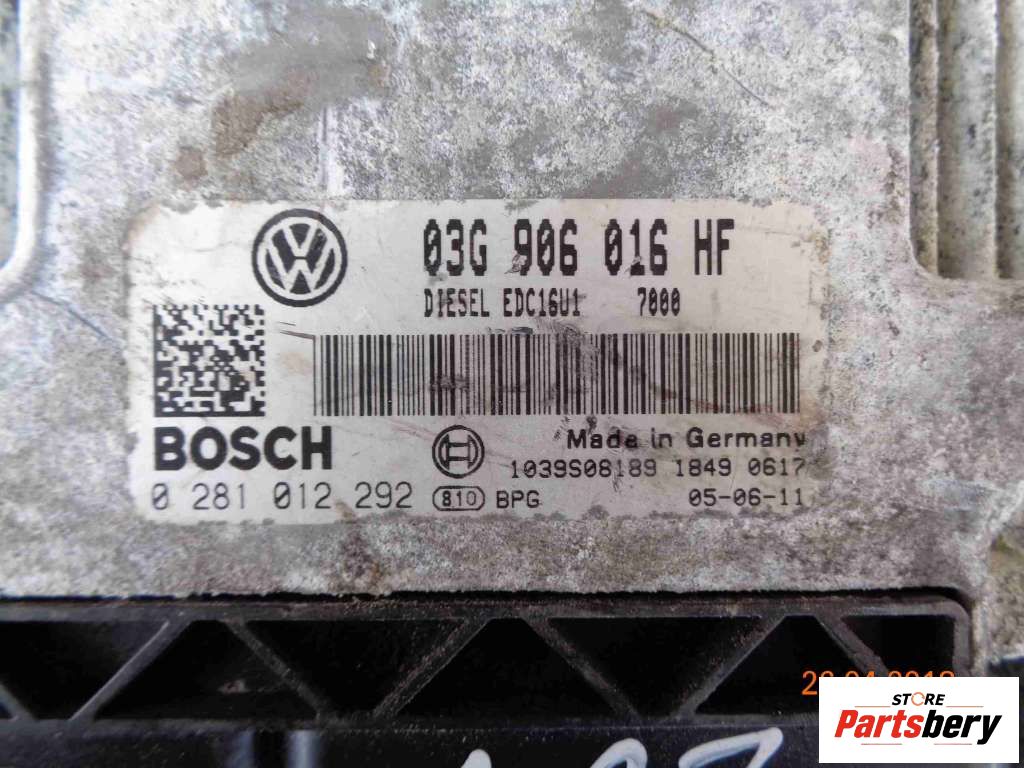 03G 906 016 HF
DIESEL EDC16U1 7000
BOSCH
Made in Germany
1039S08189 1849 0617
0 281 012 292 810 BPG 05-06-11
STORE
Partsbery